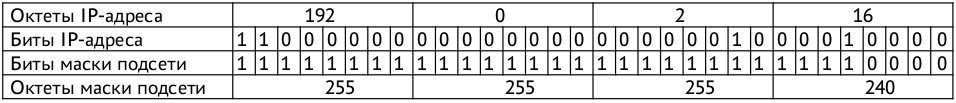 Октеты IP-адреса 192 0 2 16
Биты IP-адреса 1 1 0 0 0 0 0 0 0 0 0 0 0 0 0 0 0 0 0 0 0 0 1 0 0 0 0 1 0 0 0 0
Биты маски подсети 1 1 1 1 1 1 1 1 1 1 1 1 1 1 1 1 1 1 1 1 1 1 1 1 1 1 1 1 0 0 0 0
Октеты маски подсети 255 255 255 240